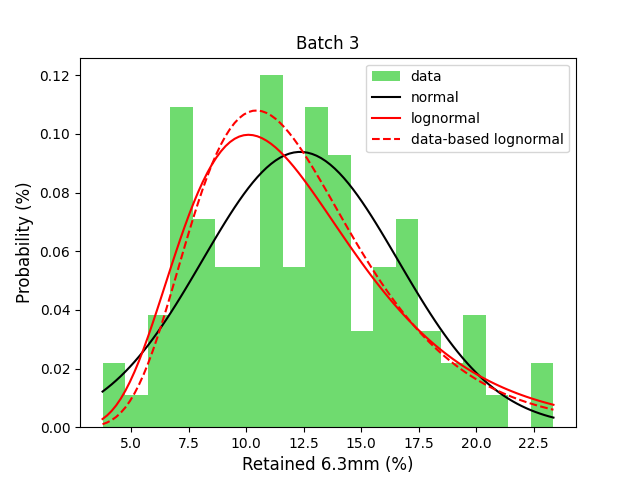 Batch 3
data
normal
lognormal
data-based lognormal
0.12
0.10
0.08
0.06
0.04
0.02
0.00
Probability (%)
5.0 7.5 10.0 12.5 15.0 17.5 20.0 22.5
Retained 6.3mm (%)